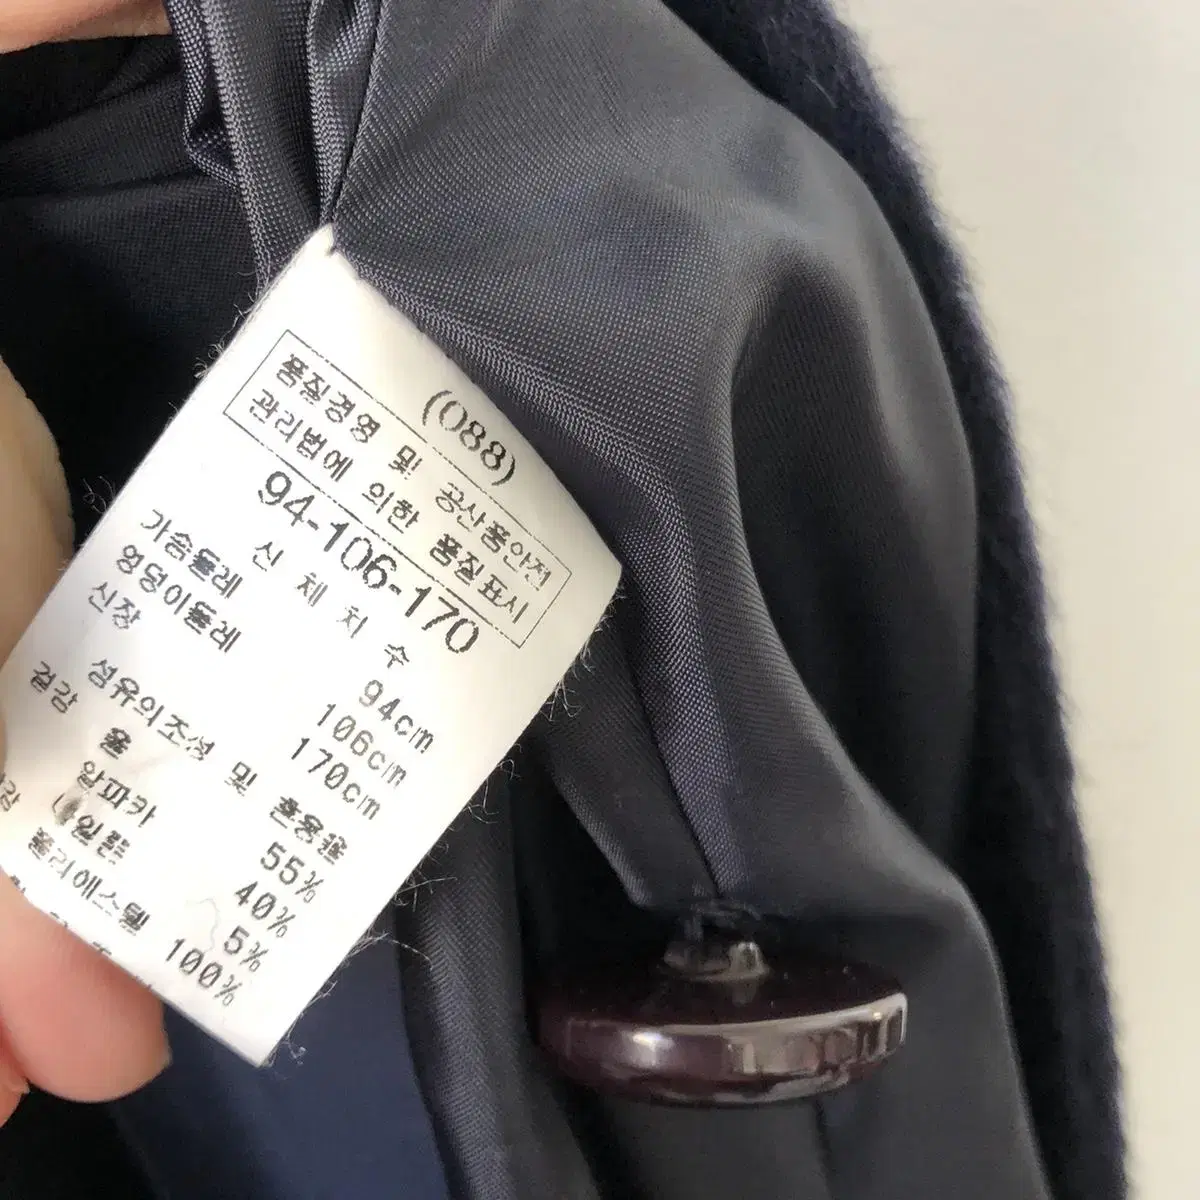 (088)
품질경영 및 공산품안전
관리법에 의한 품질표시
94-106-170
신 체 치 수
가슴둘레 94cm
엉덩이둘레 106cm
신장 170cm
섬유의조성 및 혼용율
겉감 울 55%
알파카 40%
5%
폴리에스텔 100%